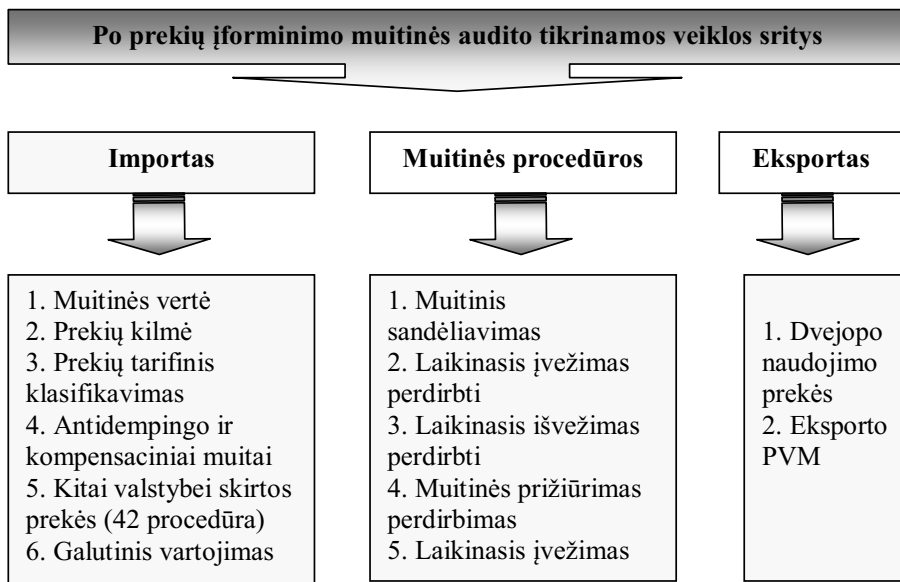 Po prekių įforminimo muitinės audito tikrinamos veiklos sritys
Importas
1. Muitinės vertė
2. Prekių kilmė
3. Prekių tarifinis
klasifikavimas
4. Antidempingo ir
kompensaciniai muitai
5. Kitai valstybei skirtos
prekės (42 procedūra)
6. Galutinis vartojimas
Muitinės procedūros
1. Muitinis
sandėliavimas
2. Laikinasis įvežimas
perdirbti
3. Laikinasis išvežimas
perdirbti
4. Muitinės prižiūrimas
perdirbimas
5. Laikinasis įvežimas
Eksportas
1. Dvejopo
naudojimo
prekės
2. Eksporto
PVM